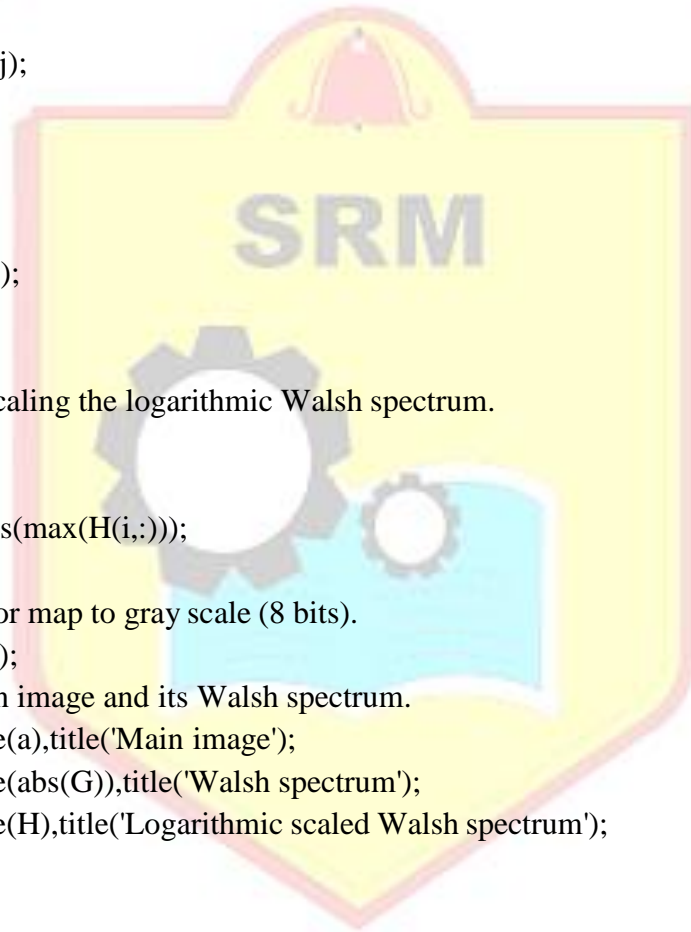 j);
SRM
);
caling the logarithmic Walsh spectrum.
s(max(H(i,:)));
or map to gray scale (8 bits).
);
n image and its Walsh spectrum.
e(a),title('Main image');
e(abs(G)),title('Walsh spectrum');
e(H),title('Logarithmic scaled Walsh spectrum');